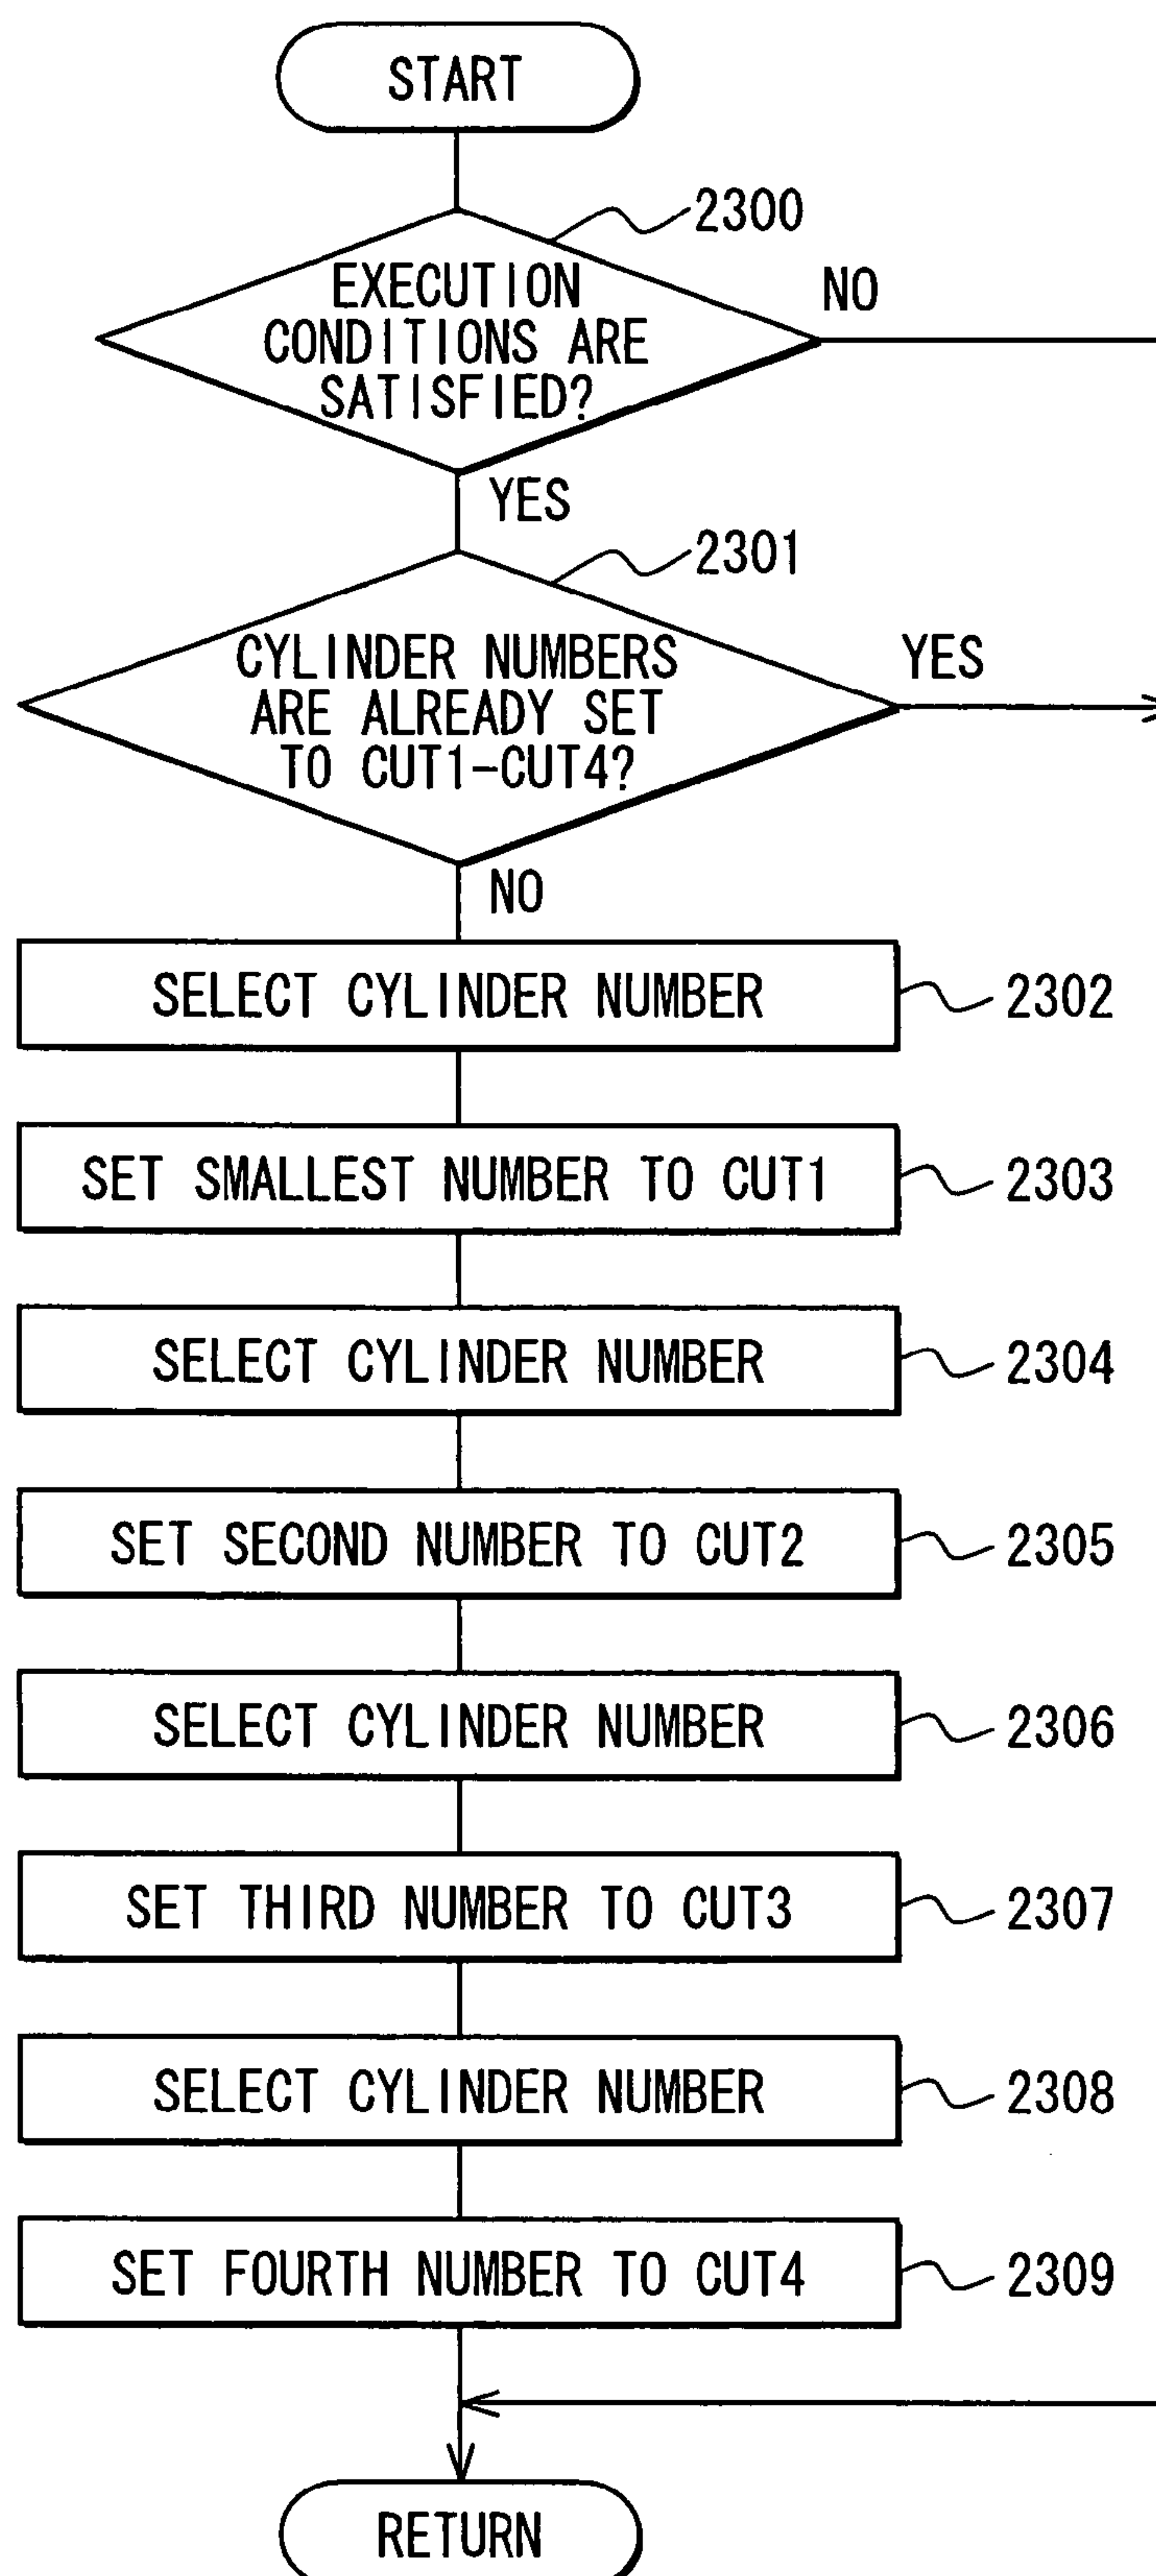 START
2300
EXECUTION
CONDITIONS ARE
SATISFIED?
NO
YES
2301
CYLINDER NUMBERS
ARE ALREADY SET
TO CUT1-CUT4?
YES
NO
SELECT CYLINDER NUMBER
2302
SET SMALLEST NUMBER TO CUT1
2303
SELECT CYLINDER NUMBER
2304
SET SECOND NUMBER TO CUT2
2305
SELECT CYLINDER NUMBER
2306
SET THIRD NUMBER TO CUT3
2307
SELECT CYLINDER NUMBER
2308
SET FOURTH NUMBER TO CUT4
2309
RETURN